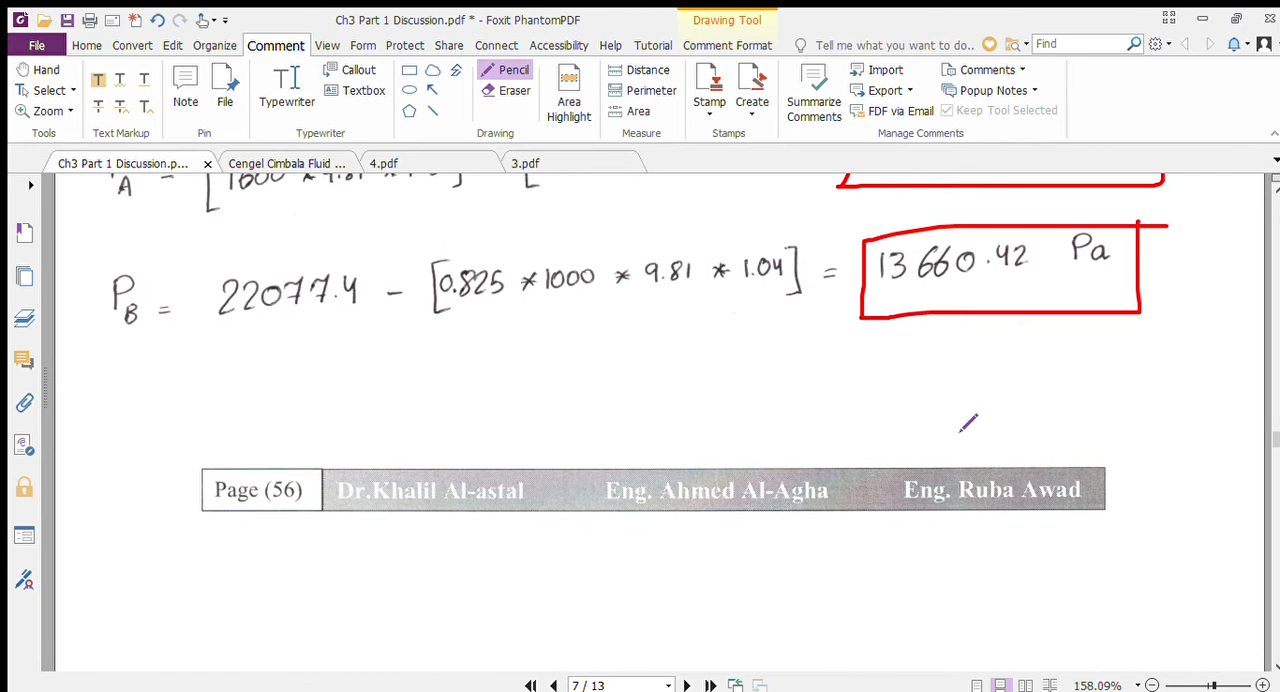 Ch3 Part 1 Discussion.pdf * - Foxit PhantomPDF
Drawing Tool
File Home Convert Edit Organize Comment View Form Protect Share Connect Accessibility Help Tutorial Comment Format Tell me what you want to do.. Find
Hand
Select
Zoom
Tools
Text Markup
Note
File
Pin
Typewriter
Callout
Textbox
Typewriter
Pencil
Eraser
Drawing
Area Highlight
Distance
Perimeter
Area
Measure
Stamp
Create
Stamps
Summarize Comments
Import
Export
FDF via Email
Comments
Popup Notes
Keep Tool Selected
Manage Comments
Ch3 Part 1 Discussion.p... × Cengel Cimbala Fluid ... 4.pdf 3.pdf
A = [1600 * 9.81 *
P_B = 22077.4 - [0.825 * 1000 * 9.81 * 1.04] = 13660.42 Pa
Page (56) Dr.Khalil Al-astal Eng. Ahmed Al-Agha Eng. Ruba Awad
7 / 13 158.09%